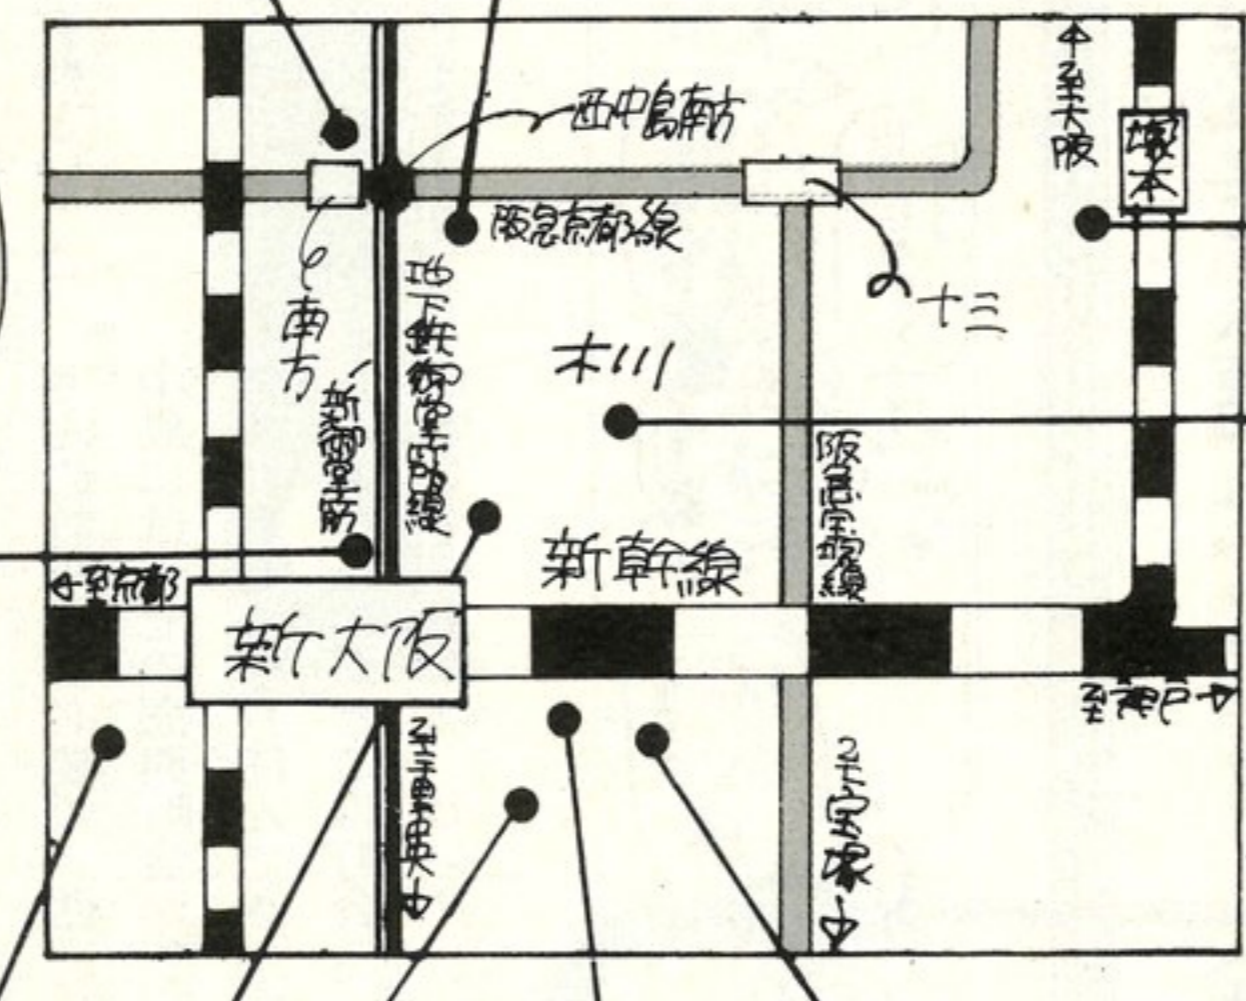 西中島南方
至大阪
塚本
阪急京都線
南方
地下鉄御堂筋線
十三
木川
新御堂筋
阪急宝塚線
新幹線
至京都
新大阪
至神戸
至千里中央
至宝塚